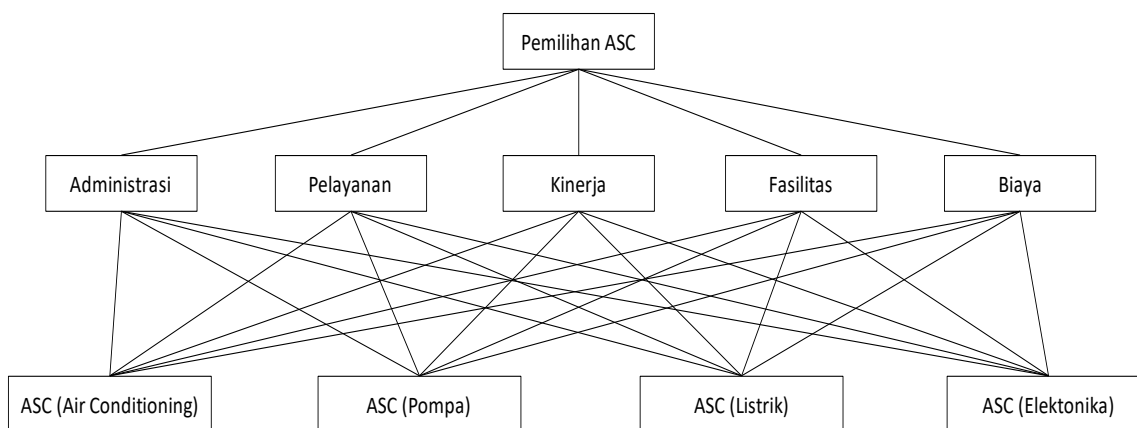 Pemilihan ASC
Administrasi
Pelayanan
Kinerja
Fasilitas
Biaya
ASC (Air Conditioning)
ASC (Pompa)
ASC (Listrik)
ASC (Elektonika)